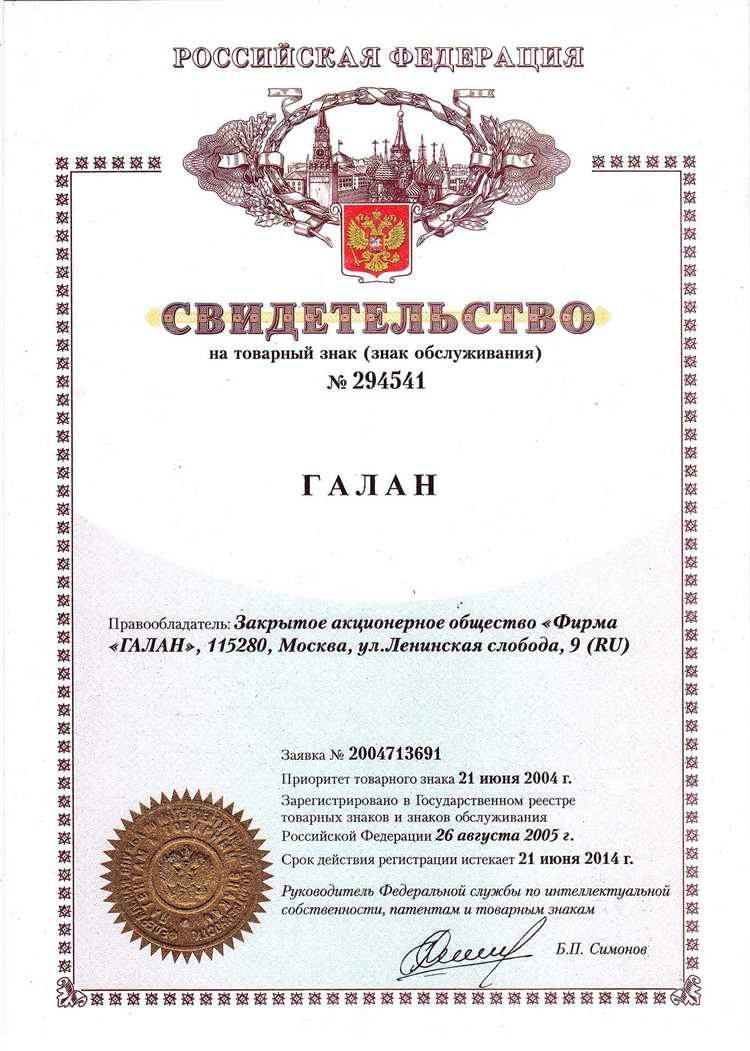 РОССИЙСКАЯ ФЕДЕРАЦИЯ
СВИДЕТЕЛЬСТВО
на товарный знак (знак обслуживания)
№ 294541
ГАЛАН
Правообладатель: Закрытое акционерное общество «Фирма
«ГАЛАН», 115280, Москва, ул.Ленинская слобода, 9 (RU)
Заявка № 2004713691
Приоритет товарного знака 21 июня 2004 г.
Зарегистрировано в Государственном реестре
товарных знаков и знаков обслуживания
Российской Федерации 26 августа 2005 г.
Срок действия регистрации истекает 21 июня 2014 г.
Руководитель Федеральной службы по интеллектуальной
собственности, патентам и товарным знакам
Б.П. Симонов